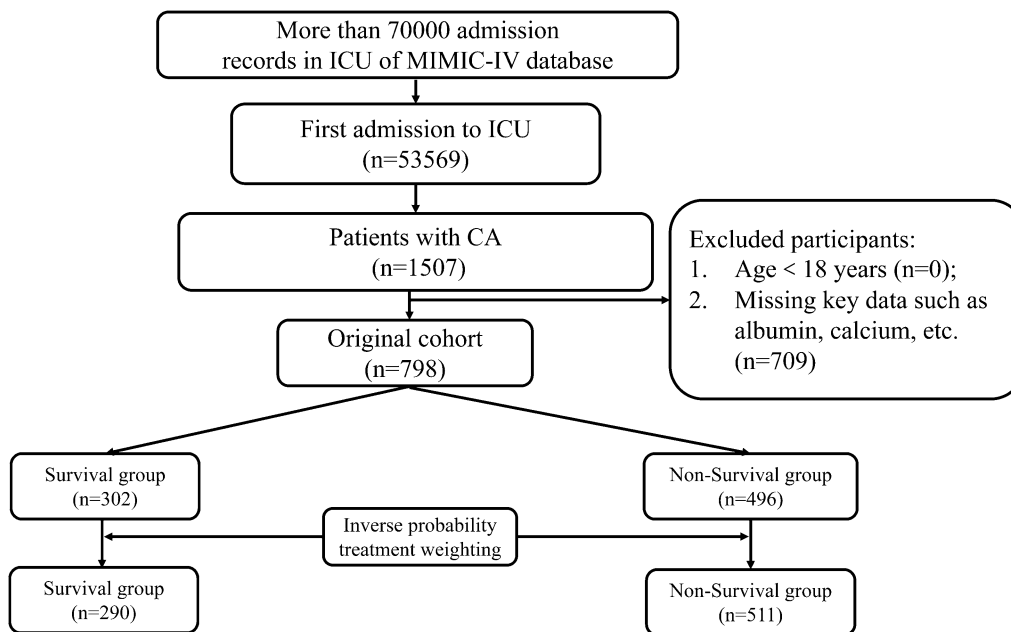 More than 70000 admission
records in ICU of MIMIC-IV database
First admission to ICU
(n=53569)
Patients with CA
(n=1507)
Excluded participants:
1. Age < 18 years (n=0);
2. Missing key data such as
albumin, calcium, etc.
(n=709)
Original cohort
(n=798)
Survival group
(n=302)
Non-Survival group
(n=496)
Inverse probability
treatment weighting
Survival group
(n=290)
Non-Survival group
(n=511)